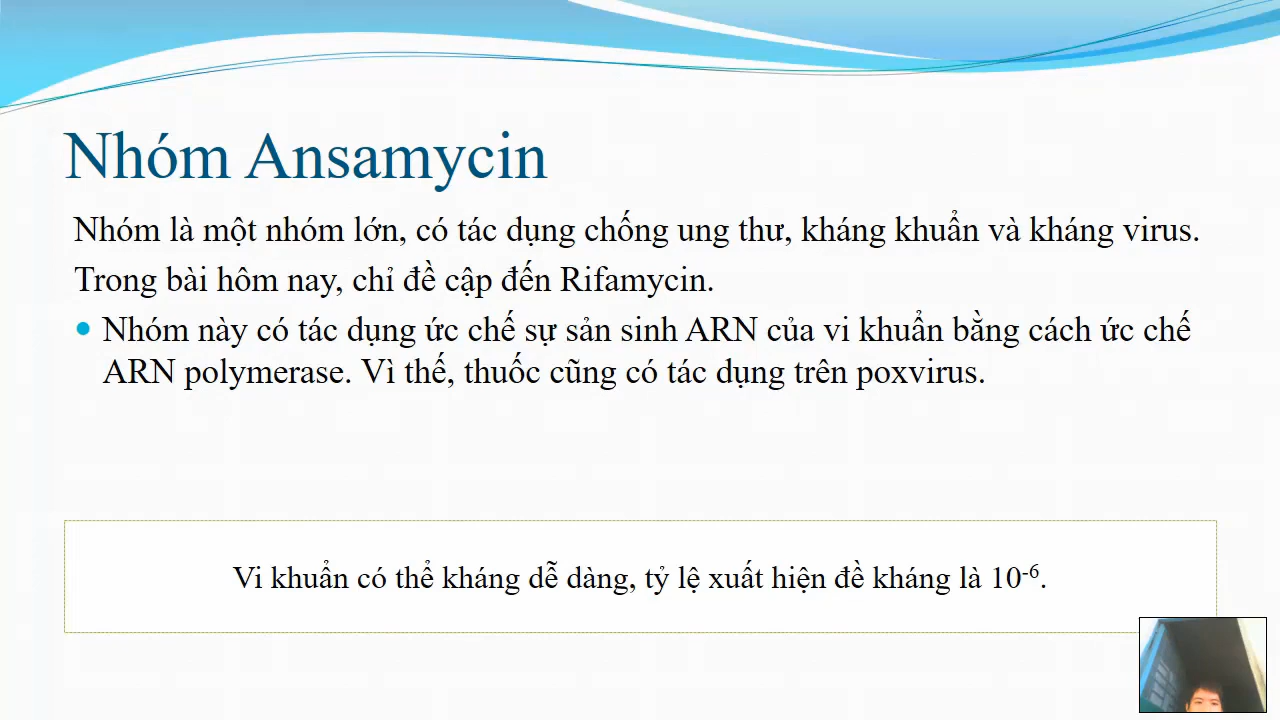 Nhóm Ansamycin
Nhóm là một nhóm lớn, có tác dụng chống ung thư, kháng khuẩn và kháng virus.
Trong bài hôm nay, chỉ đề cập đến Rifamycin.
• Nhóm này có tác dụng ức chế sự sản sinh ARN của vi khuẩn bằng cách ức chế
ARN polymerase. Vì thế, thuốc cũng có tác dụng trên poxvirus.
Vi khuẩn có thể kháng dễ dàng, tỷ lệ xuất hiện đề kháng là 10⁻⁶.